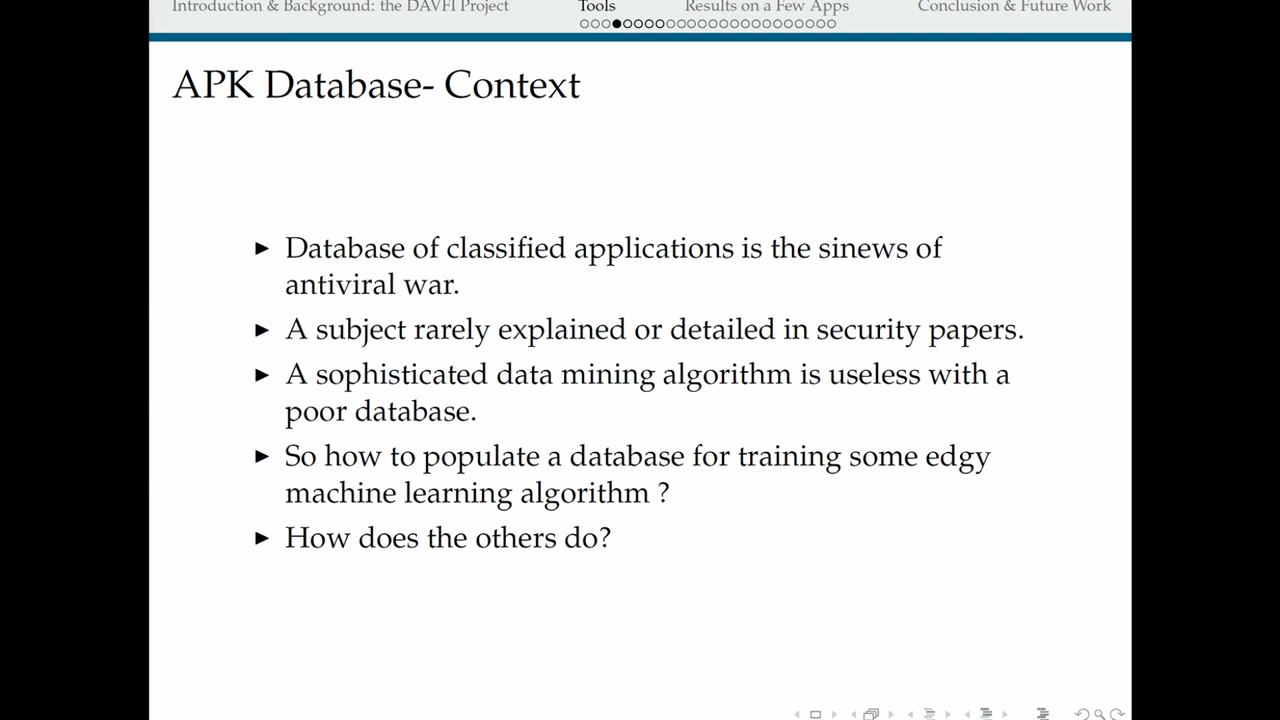 Introduction & Background: the DAVFI Project Tools Results on a Few Apps Conclusion & Future Work
APK Database- Context
Database of classified applications is the sinews of
antiviral war.
A subject rarely explained or detailed in security papers.
A sophisticated data mining algorithm is useless with a
poor database.
So how to populate a database for training some edgy
machine learning algorithm ?
How does the others do?